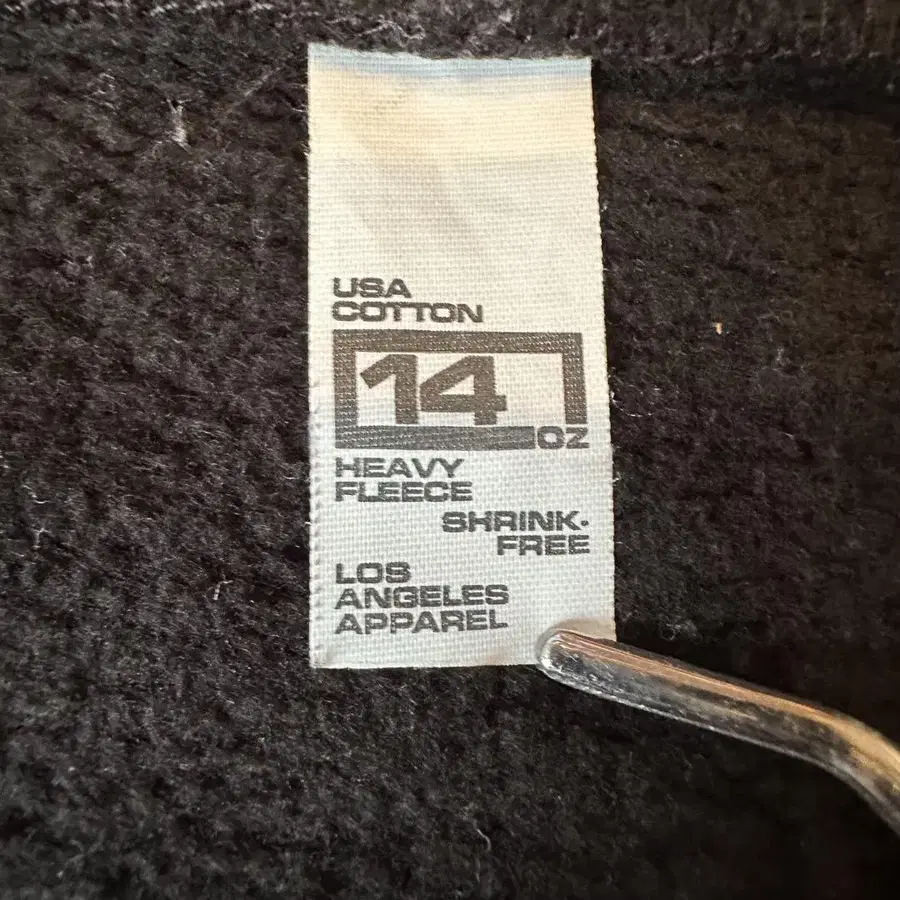 USA
COTTON
14
OZ
HEAVY
FLEECE
SHRINK-
FREE
LOS
ANGELES
APPAREL